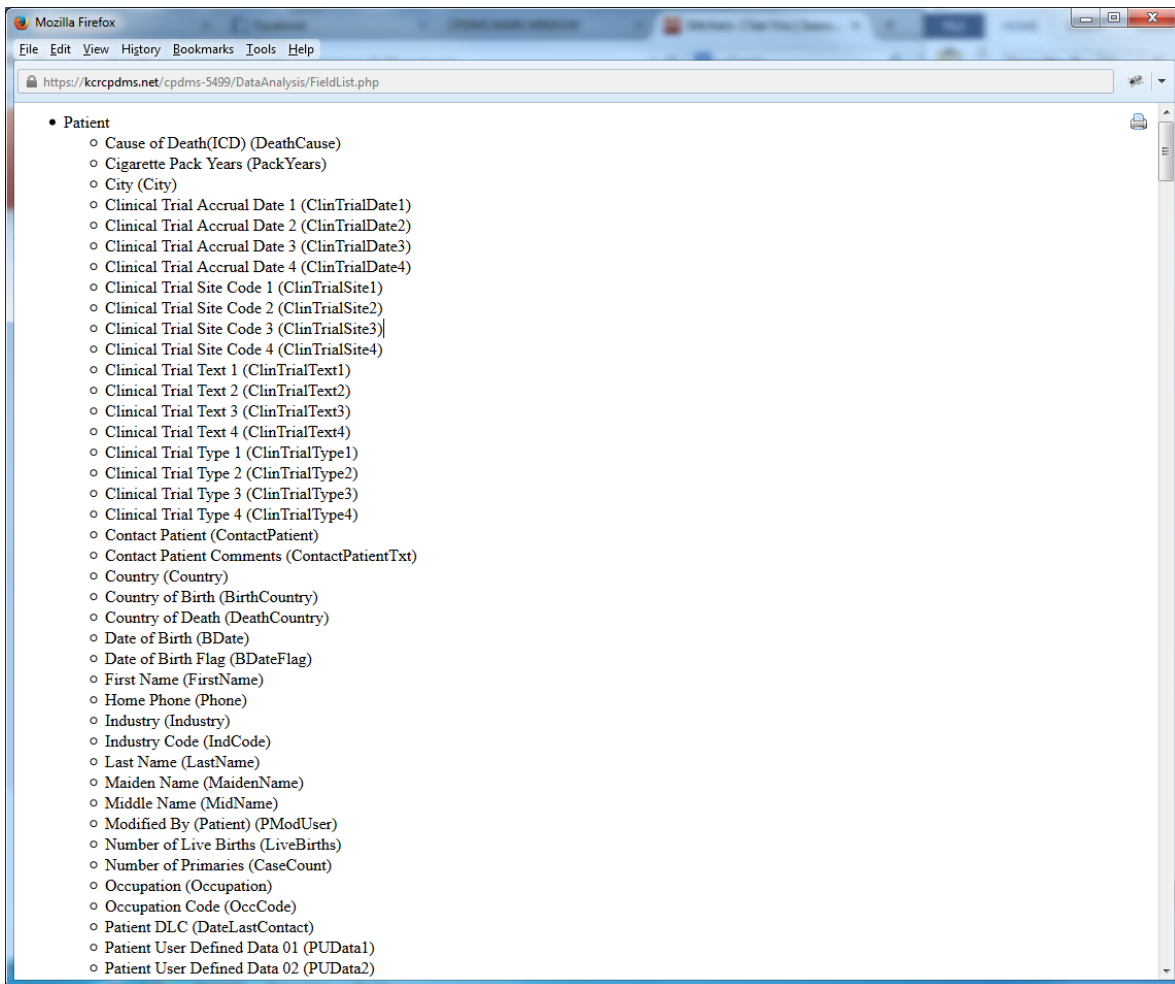 Mozilla Firefox
File Edit View History Bookmarks Tools Help
https://kcrcpdms.net/cpdms-5499/DataAnalysis/FieldList.php
Patient
Cause of Death(ICD) (DeathCause)
Cigarette Pack Years (PackYears)
City (City)
Clinical Trial Accrual Date 1 (ClinTrialDate1)
Clinical Trial Accrual Date 2 (ClinTrialDate2)
Clinical Trial Accrual Date 3 (ClinTrialDate3)
Clinical Trial Accrual Date 4 (ClinTrialDate4)
Clinical Trial Site Code 1 (ClinTrialSite1)
Clinical Trial Site Code 2 (ClinTrialSite2)
Clinical Trial Site Code 3 (ClinTrialSite3)
Clinical Trial Site Code 4 (ClinTrialSite4)
Clinical Trial Text 1 (ClinTrialText1)
Clinical Trial Text 2 (ClinTrialText2)
Clinical Trial Text 3 (ClinTrialText3)
Clinical Trial Text 4 (ClinTrialText4)
Clinical Trial Type 1 (ClinTrialType1)
Clinical Trial Type 2 (ClinTrialType2)
Clinical Trial Type 3 (ClinTrialType3)
Clinical Trial Type 4 (ClinTrialType4)
Contact Patient (ContactPatient)
Contact Patient Comments (ContactPatientTxt)
Country (Country)
Country of Birth (BirthCountry)
Country of Death (DeathCountry)
Date of Birth (BDate)
Date of Birth Flag (BDateFlag)
First Name (FirstName)
Home Phone (Phone)
Industry (Industry)
Industry Code (IndCode)
Last Name (LastName)
Maiden Name (MaidenName)
Middle Name (MidName)
Modified By (Patient) (PModUser)
Number of Live Births (LiveBirths)
Number of Primaries (CaseCount)
Occupation (Occupation)
Occupation Code (OccCode)
Patient DLC (DateLastContact)
Patient User Defined Data 01 (PUData1)
Patient User Defined Data 02 (PUData2)